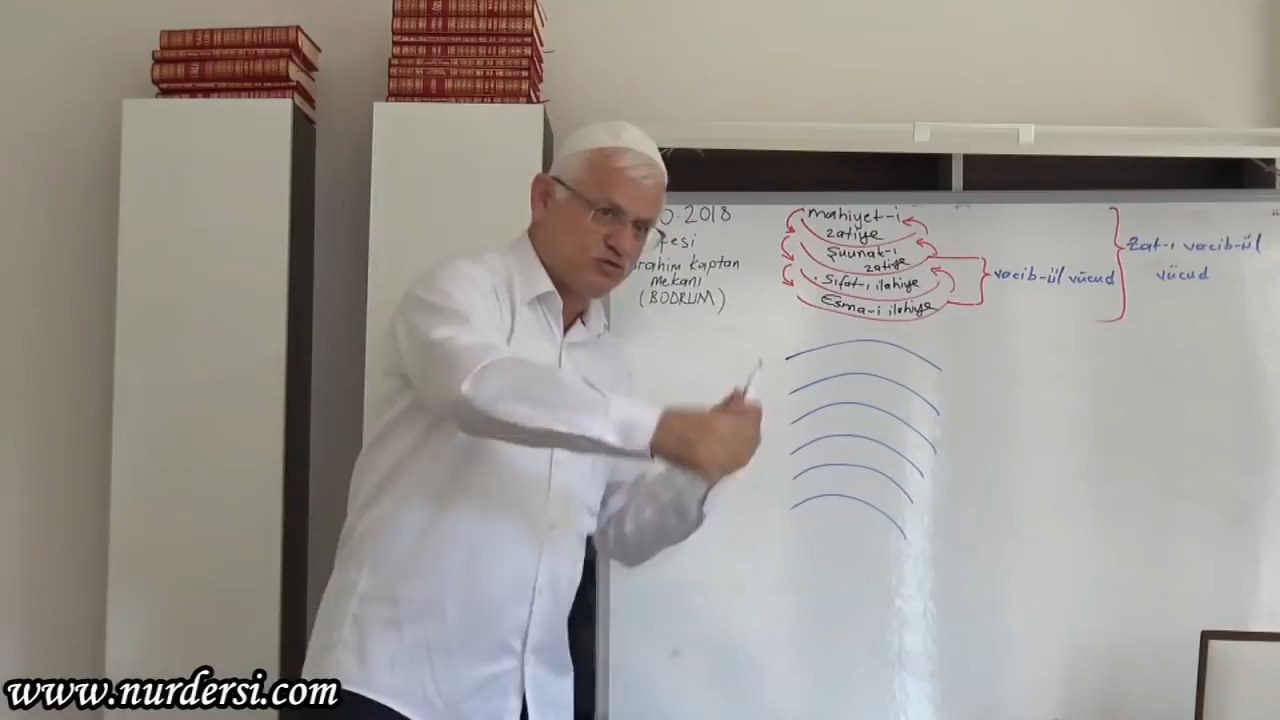 0.2018
fesi
rahim Kaptan
mekanı
(BODRUM)
mahiyet-i
zatiye
Şuunat-ı
zatiye
Sıfat-ı ilahiye
Esma-i ilahiye
vacib-ül vücud
Zat-ı vacib-ül
vücud
www.nurdersi.com